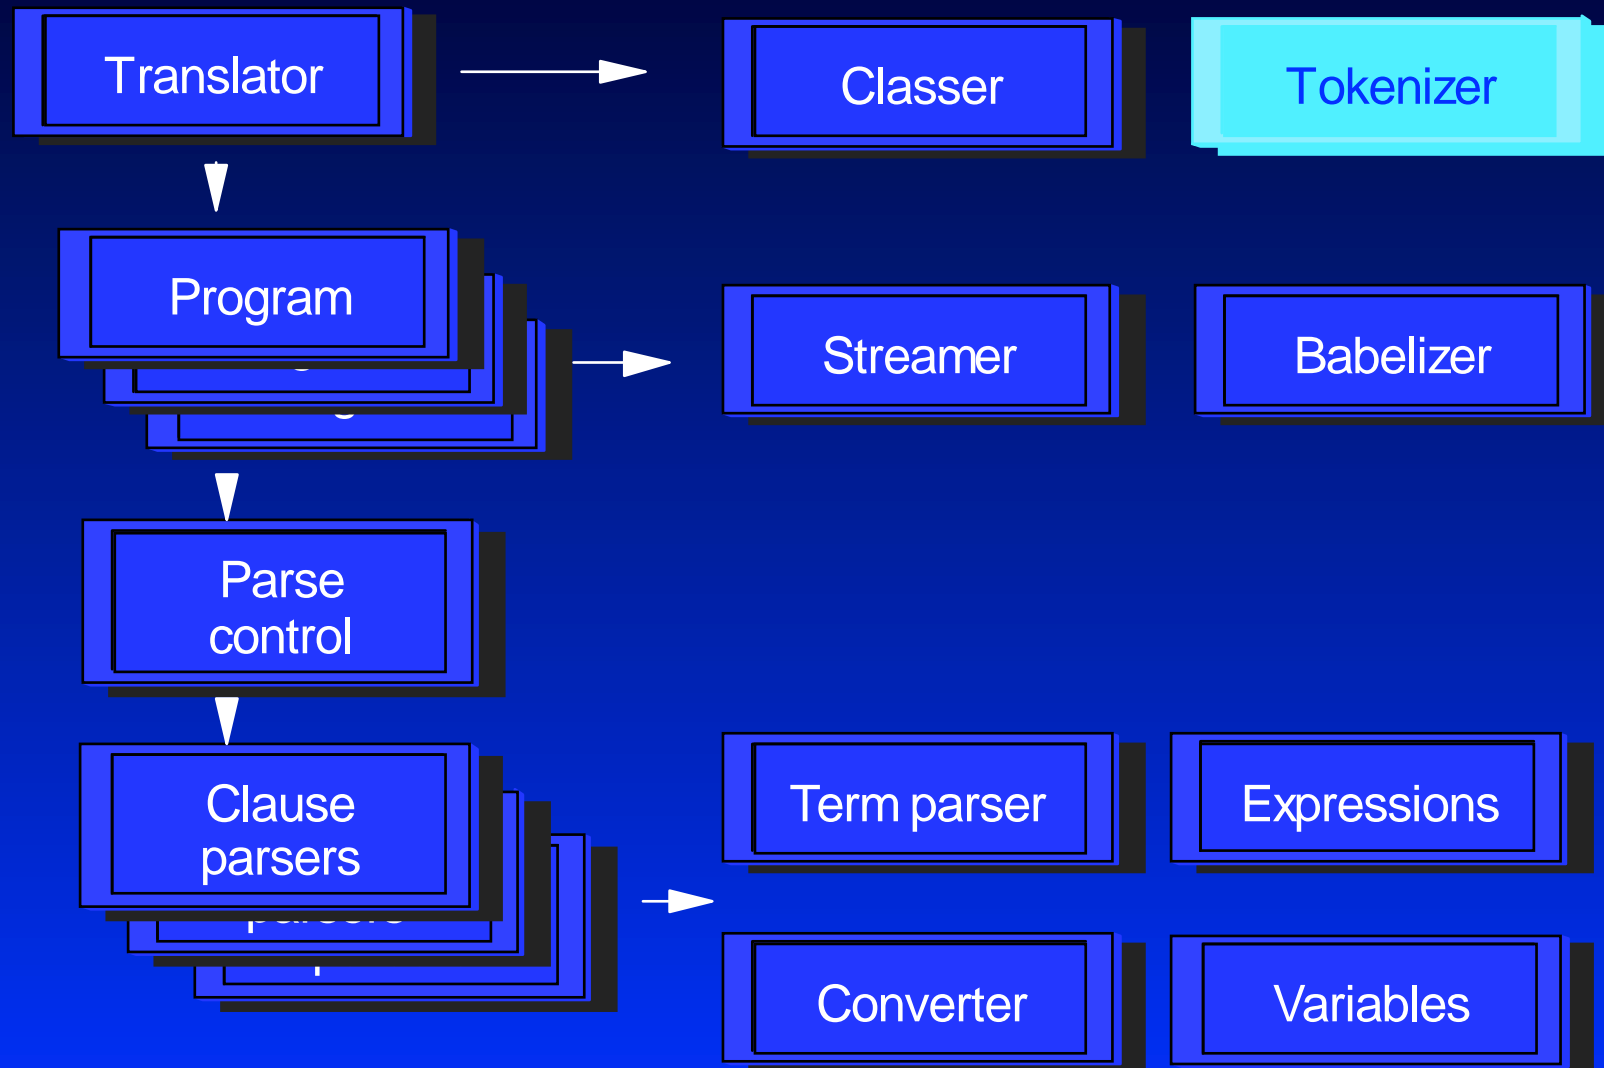 Translator
Classer
Tokenizer
Program
Streamer
Babelizer
Parse
control
Clause
parsers
Term parser
Expressions
Converter
Variables